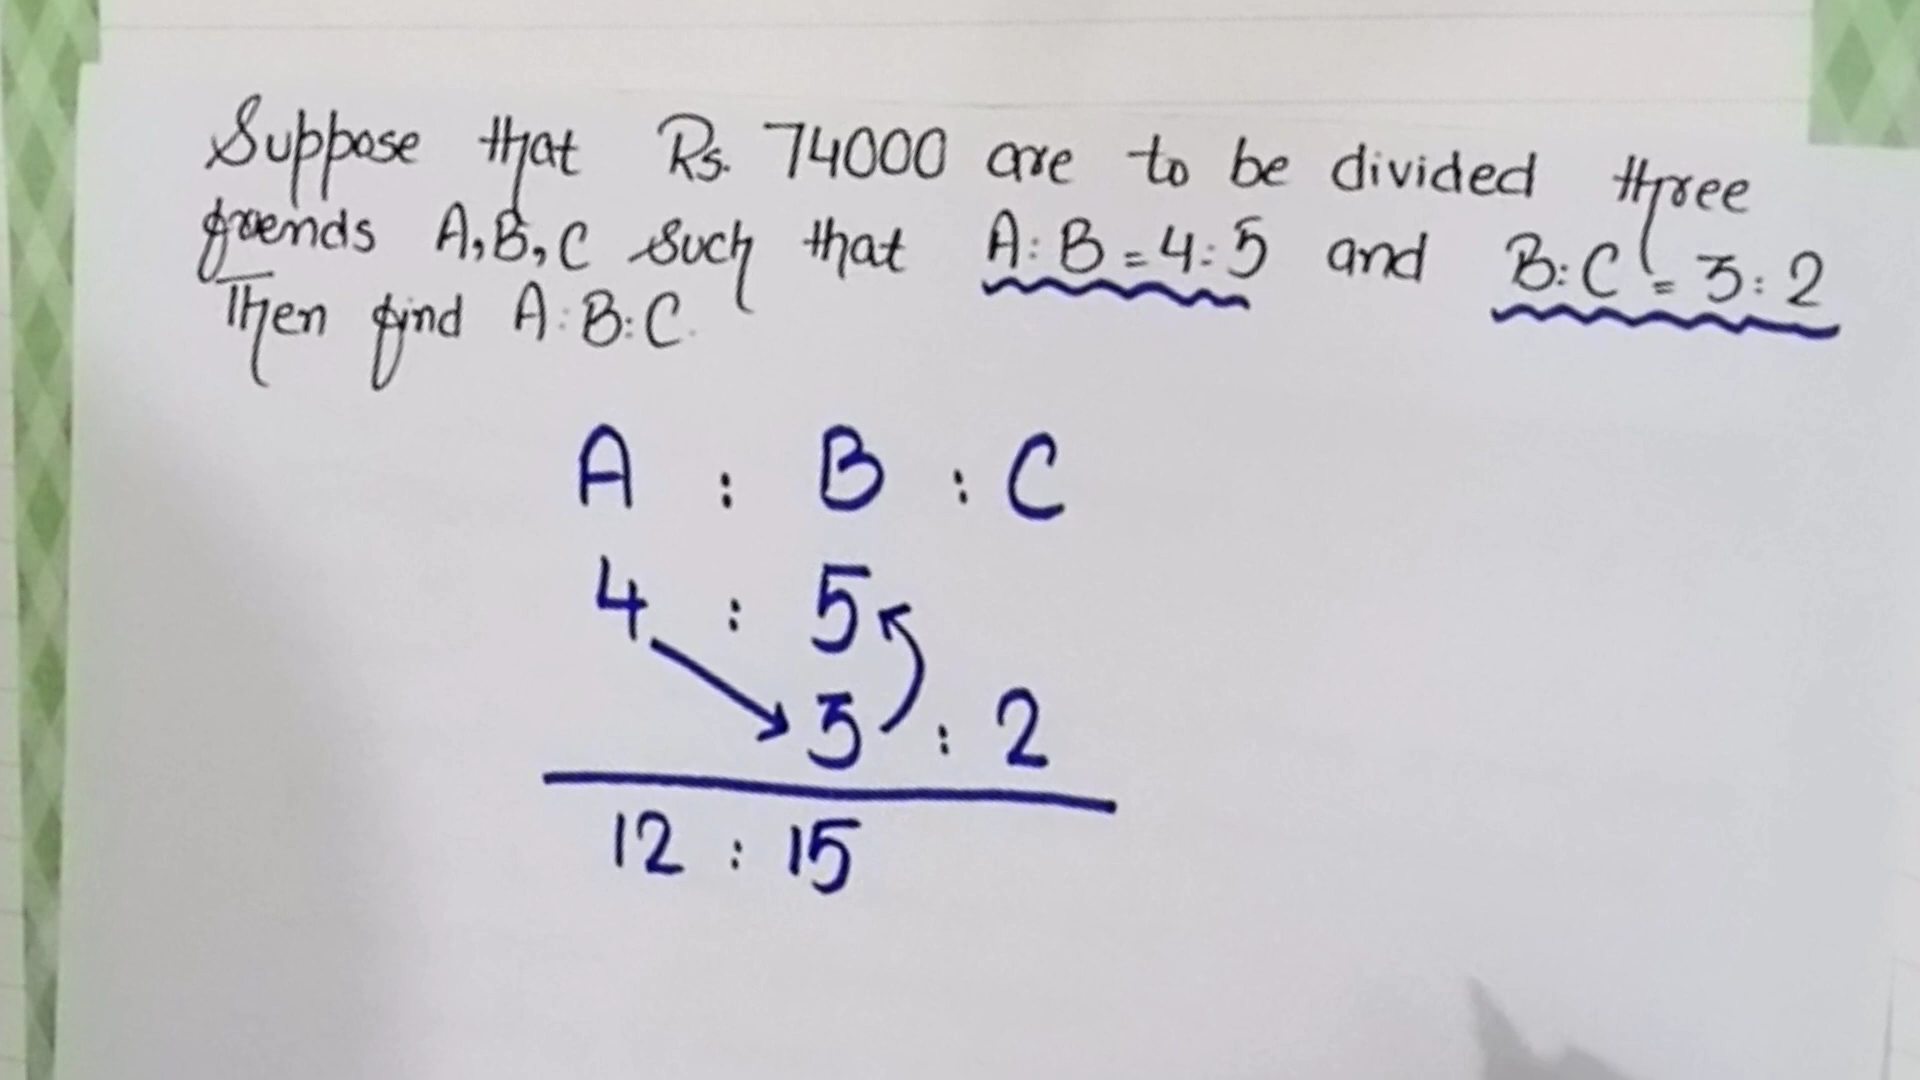 Suppose that Rs. 74000 are to be divided three
friends A, B, C such that A:B = 4:5 and B:C = 3:2
Then find A:B:C.
A : B : C
4 : 5
3 : 2
12 : 15